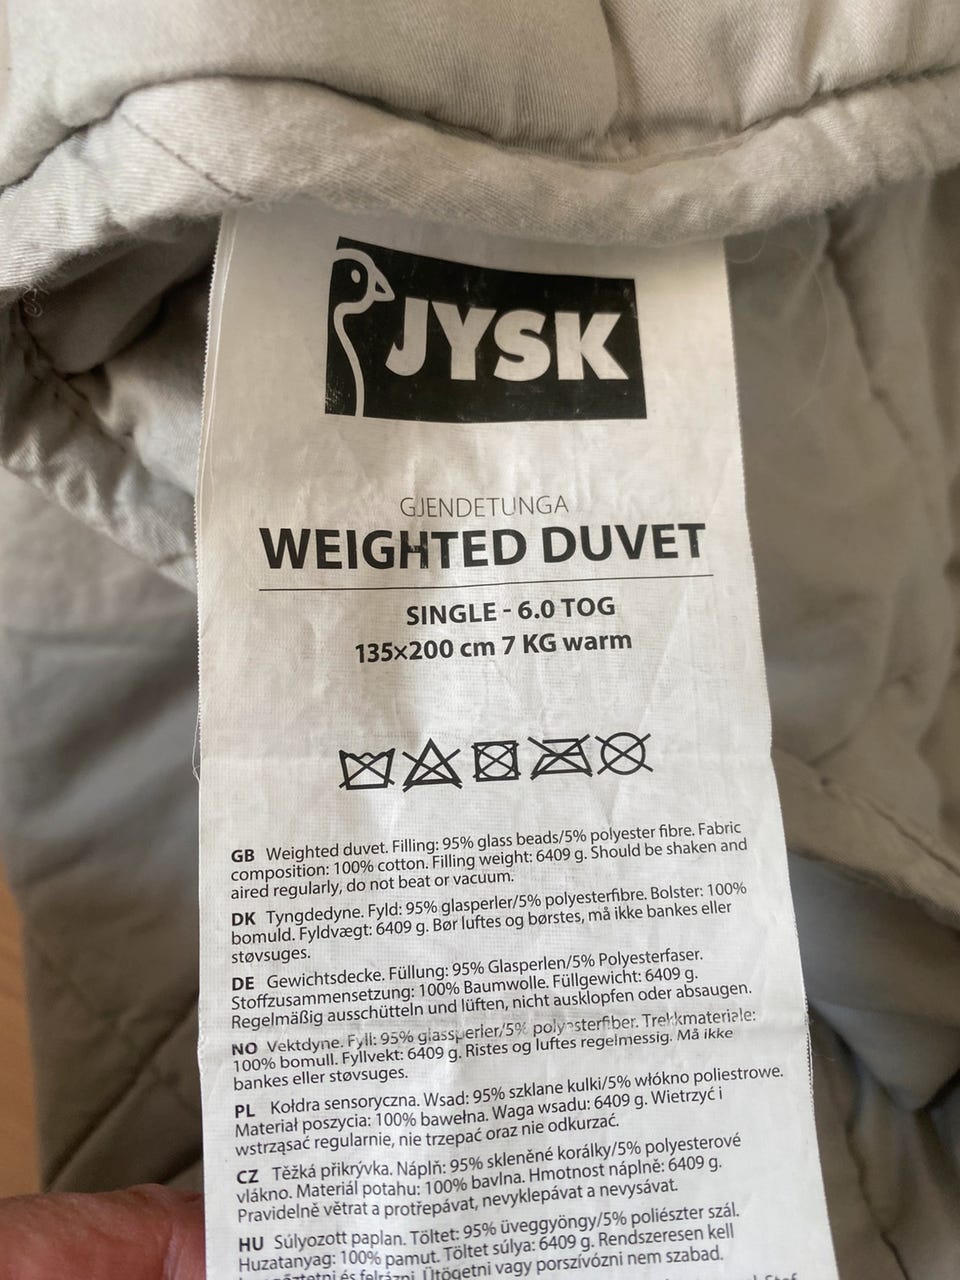 JYSK
GJENDETUNGA
WEIGHTED DUVET
SINGLE - 6.0 TOG
135×200 cm 7 KG warm
GB Weighted duvet. Filling: 95% glass beads/5% polyester fibre. Fabric
composition: 100% cotton. Filling weight: 6409 g. Should be shaken and
aired regularly, do not beat or vacuum.
DK Tyngdedyne. Fyld: 95% glasperler/5% polyesterfibre. Bolster: 100%
bomuld. Fyldvægt: 6409 g. Bør luftes og børstes, må ikke bankes eller
støvsuges.
DE Gewichtsdecke. Füllung: 95% Glasperlen/5% Polyesterfaser.
Stoffzusammensetzung: 100% Baumwolle. Füllgewicht: 6409 g.
Regelmäßig ausschütteln und lüften, nicht ausklopfen oder absaugen.
NO Vektdyne. Fyll: 95% glassperler/5% polyesterfiber. Trekkmateriale:
100% bomull. Fyllvekt: 6409 g. Ristes og luftes regelmessig. Må ikke
bankes eller støvsuges.
PL Kołdra sensoryczna. Wsad: 95% szklane kulki/5% włókno poliestrowe.
Materiał poszycia: 100% bawełna. Waga wsadu: 6409 g. Wietrzyć i
wstrząsać regularnie, nie trzepać oraz nie odkurzać.
CZ Těžká přikrývka. Náplň: 95% skleněné korálky/5% polyesterové
vlákno. Materiál potahu: 100% bavlna. Hmotnost náplně: 6409 g.
Pravidelně větrat a protřepávat, nevyklepávat a nevysávat.
HU Súlyozott paplan. Töltet: 95% üveggyöngy/5% poliészter szál.
Huzatanyag: 100% pamut. Töltet súlya: 6409 g. Rendszeresen kell
és felrázni. Ütögetni vagy porszívózni nem szabad.